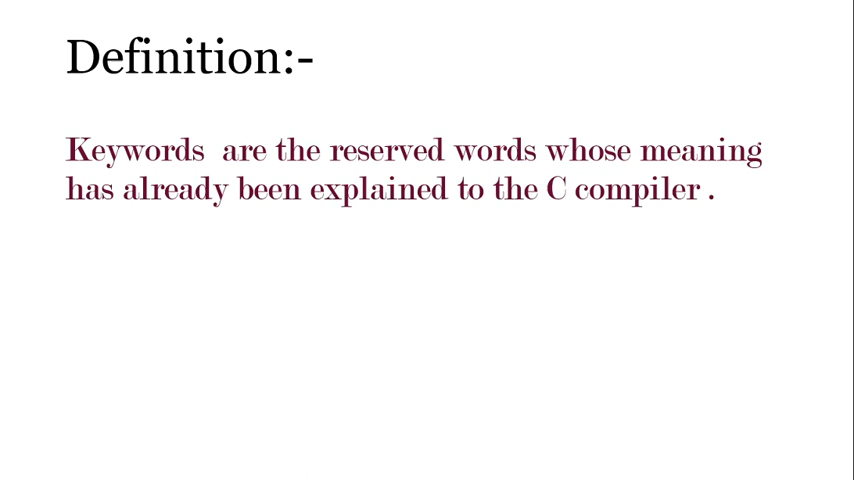 Definition:-
Keywords  are the reserved words whose meaning
has already been explained to the C compiler .